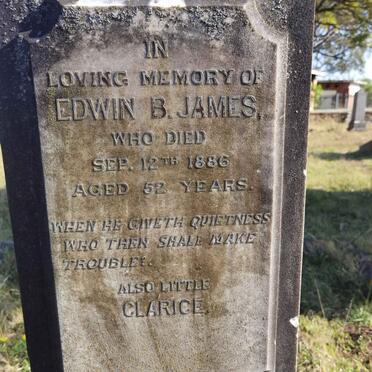 IN
LOVING MEMORY OF
EDWIN B. JAMES,
WHO DIED
SEP. 12TH 1886
AGED 52 YEARS.
WHEN HE GIVETH QUIETNESS
WHO THEN SHALL MAKE
TROUBLE?.
ALSO LITTLE
CLARICE.